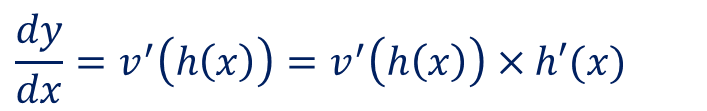 dy/dx = v′(h(x)) = v′(h(x)) × h′(x)